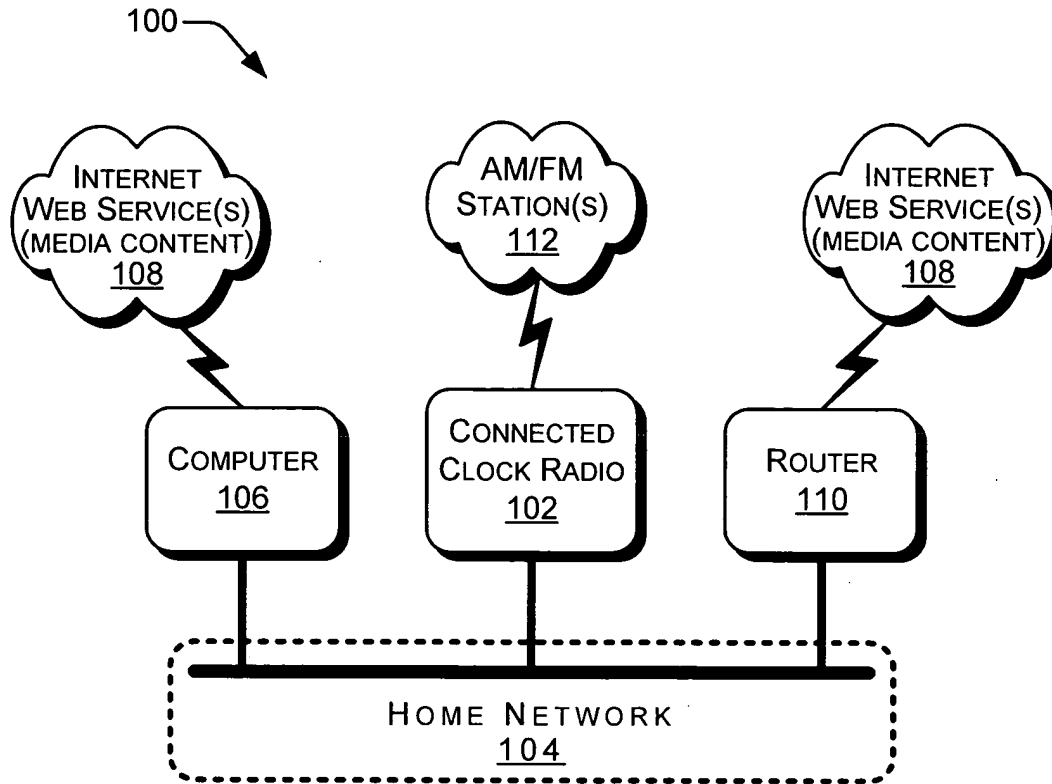 100
INTERNET
WEB SERVICE(S)
(MEDIA CONTENT)
108
AM/FM
STATION(S)
112
INTERNET
WEB SERVICE(S)
(MEDIA CONTENT)
108
COMPUTER
106
CONNECTED
CLOCK RADIO
102
ROUTER
110
HOME NETWORK
104